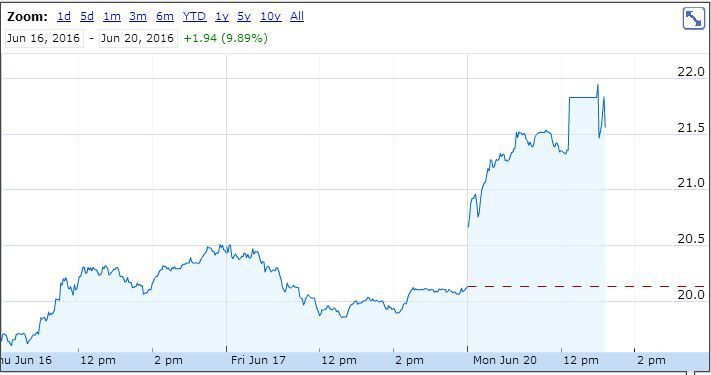 Zoom: 1d 5d 1m 3m 6m YTD 1y 5y 10y All
Jun 16, 2016 - Jun 20, 2016 +1.94 (9.89%)
22.0
21.5
21.0
20.5
20.0
hu Jun 16 12 pm 2 pm Fri Jun 17 12 pm 2 pm Mon Jun 20 12 pm 2 pm